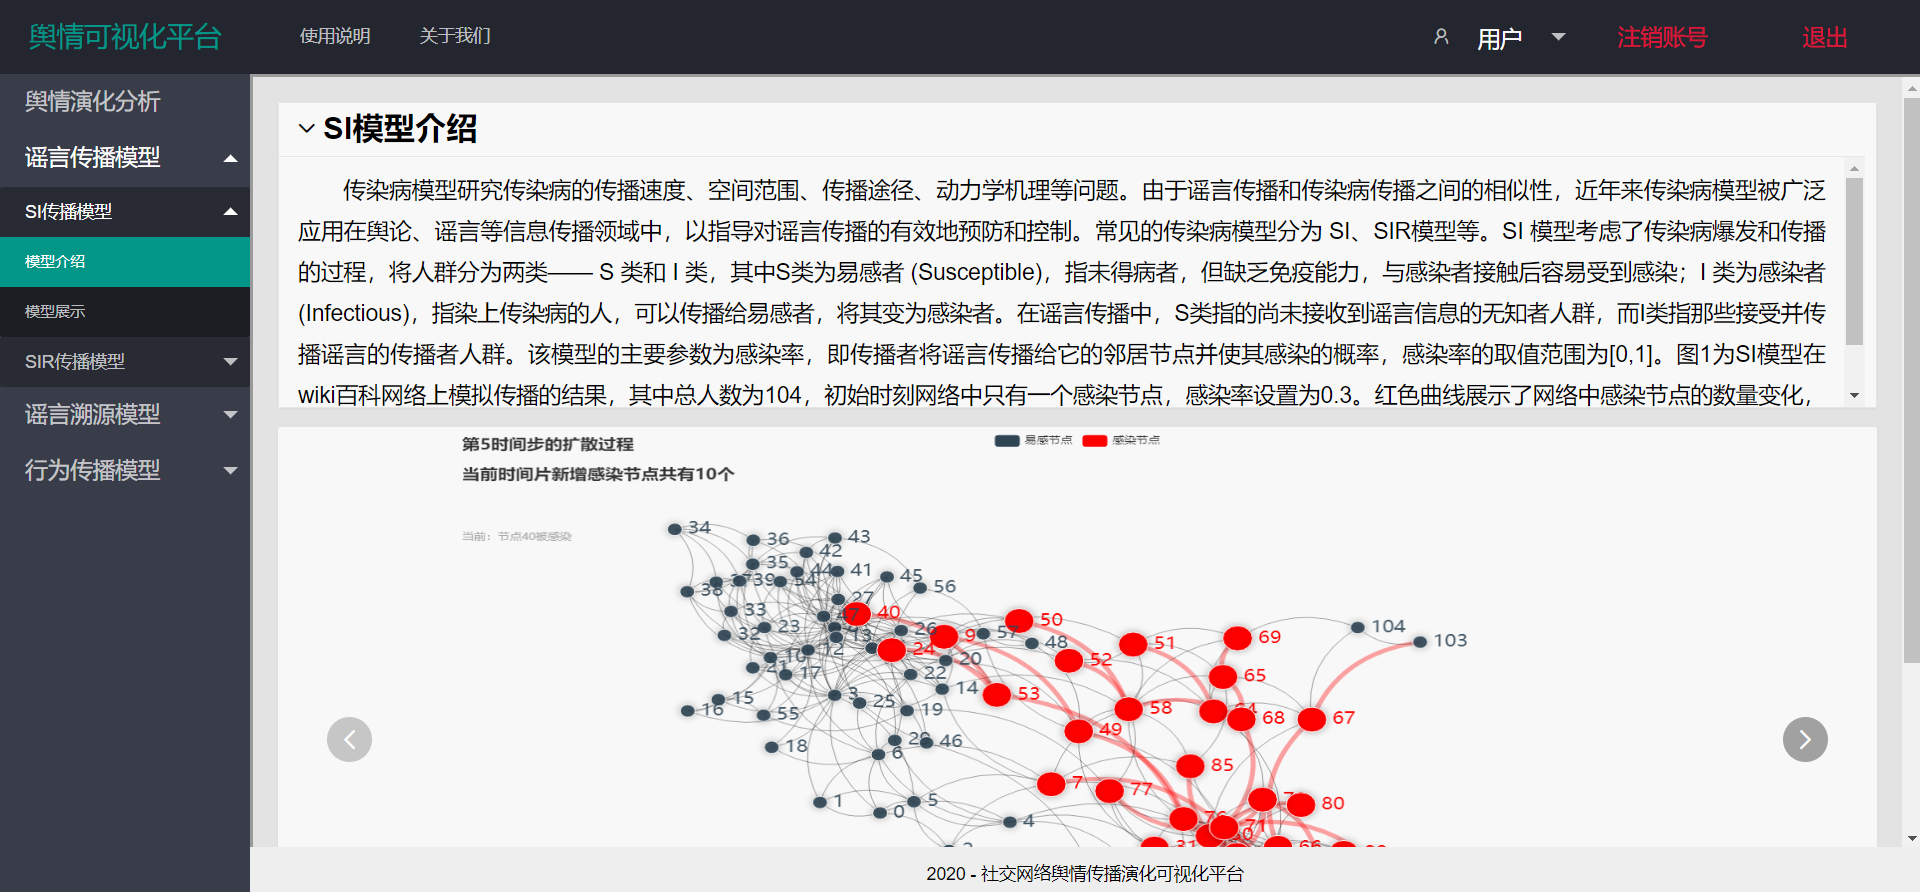 舆情可视化平台
使用说明
关于我们
用户
注销账号
退出
舆情演化分析
谣言传播模型
SI传播模型
模型介绍
模型展示
SIR传播模型
谣言溯源模型
行为传播模型
SI模型介绍
传染病模型研究传染病的传播速度、空间范围、传播途径、动力学机理等问题。由于谣言传播和传染病传播之间的相似性，近年来传染病模型被广泛
应用在舆论、谣言等信息传播领域中，以指导对谣言传播的有效地预防和控制。常见的传染病模型分为 SI、SIR模型等。SI 模型考虑了传染病爆发和传播
的过程，将人群分为两类—— S 类和 I 类，其中S类为易感者 (Susceptible)，指未得病者，但缺乏免疫能力，与感染者接触后容易受到感染；I 类为感染者
(Infectious)，指染上传染病的人，可以传播给易感者，将其变为感染者。在谣言传播中，S类指的尚未接收到谣言信息的无知者人群，而I类指那些接受并传
播谣言的传播者人群。该模型的主要参数为感染率，即传播者将谣言传播给它的邻居节点并使其感染的概率，感染率的取值范围为[0,1]。图1为SI模型在
wiki百科网络上模拟传播的结果，其中总人数为104，初始时刻网络中只有一个感染节点，感染率设置为0.3。红色曲线展示了网络中感染节点的数量变化，
第5时间步的扩散过程
当前时间片新增感染节点共有10个
易感节点
感染节点
当前：节点40被感染
34
36
43
42
35
44
41
45
56
38
37
39
54
27
33
40
47
50
32
23
13
26
9
57
48
51
69
104
103
24
12
10
20
52
21
17
22
65
14
53
3
15
25
16
55
19
58
64
68
67
49
18
28
46
6
85
7
77
1
5
0
4
80
71
66
31
2020 - 社交网络舆情传播演化可视化平台